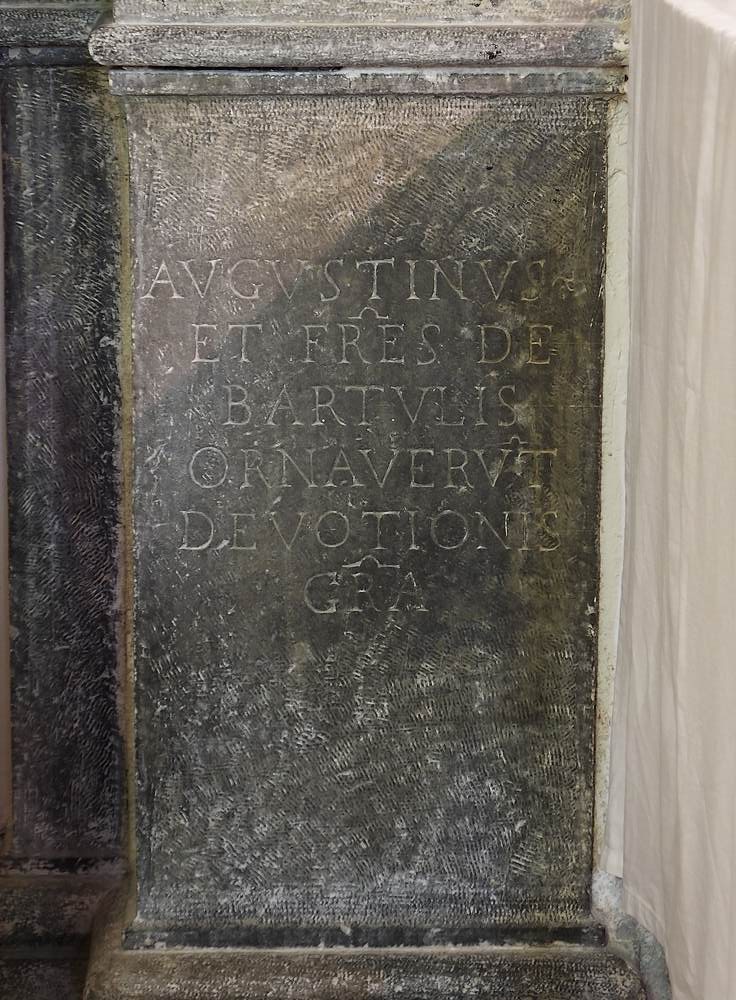 AVGVSTINVS
ET FRES DE
BARTVLIS
ORNAVERVT
DEVOTIONIS
GRA